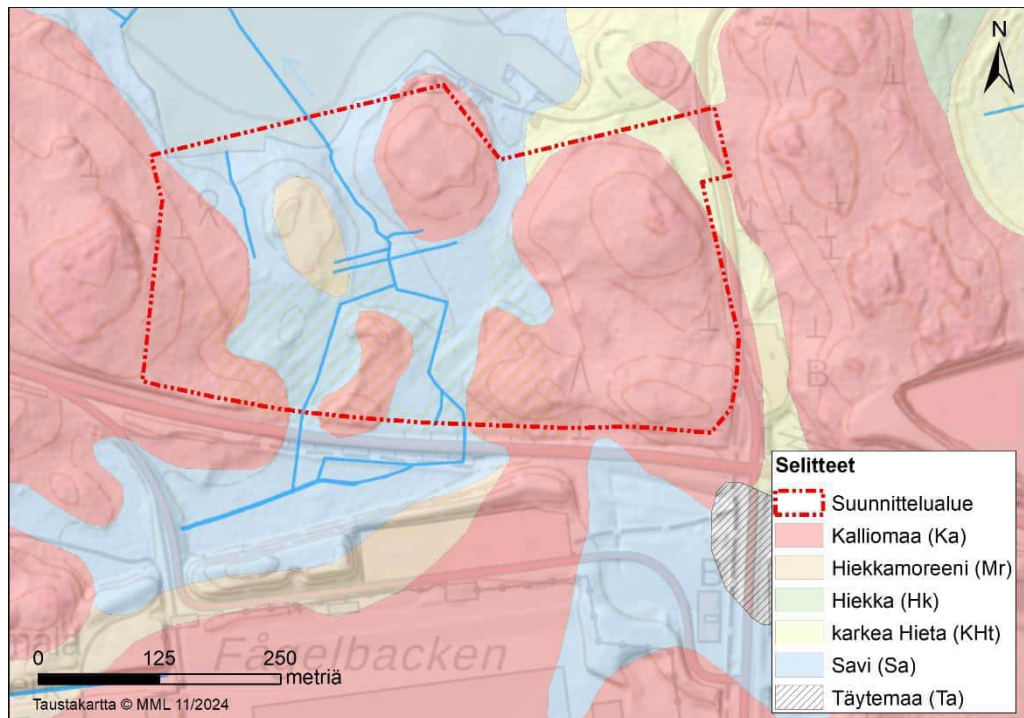 N
B
Selitteet
Suunnittelualue
Kalliomaa (Ka)
Hiekkamoreeni (Mr)
Hiekka (Hk)
karkea Hieta (KHt)
Savi (Sa)
Täytemaa (Ta)
B
Fåselbacken
0 125 250
metriä
Taustakartta © MML 11/2024